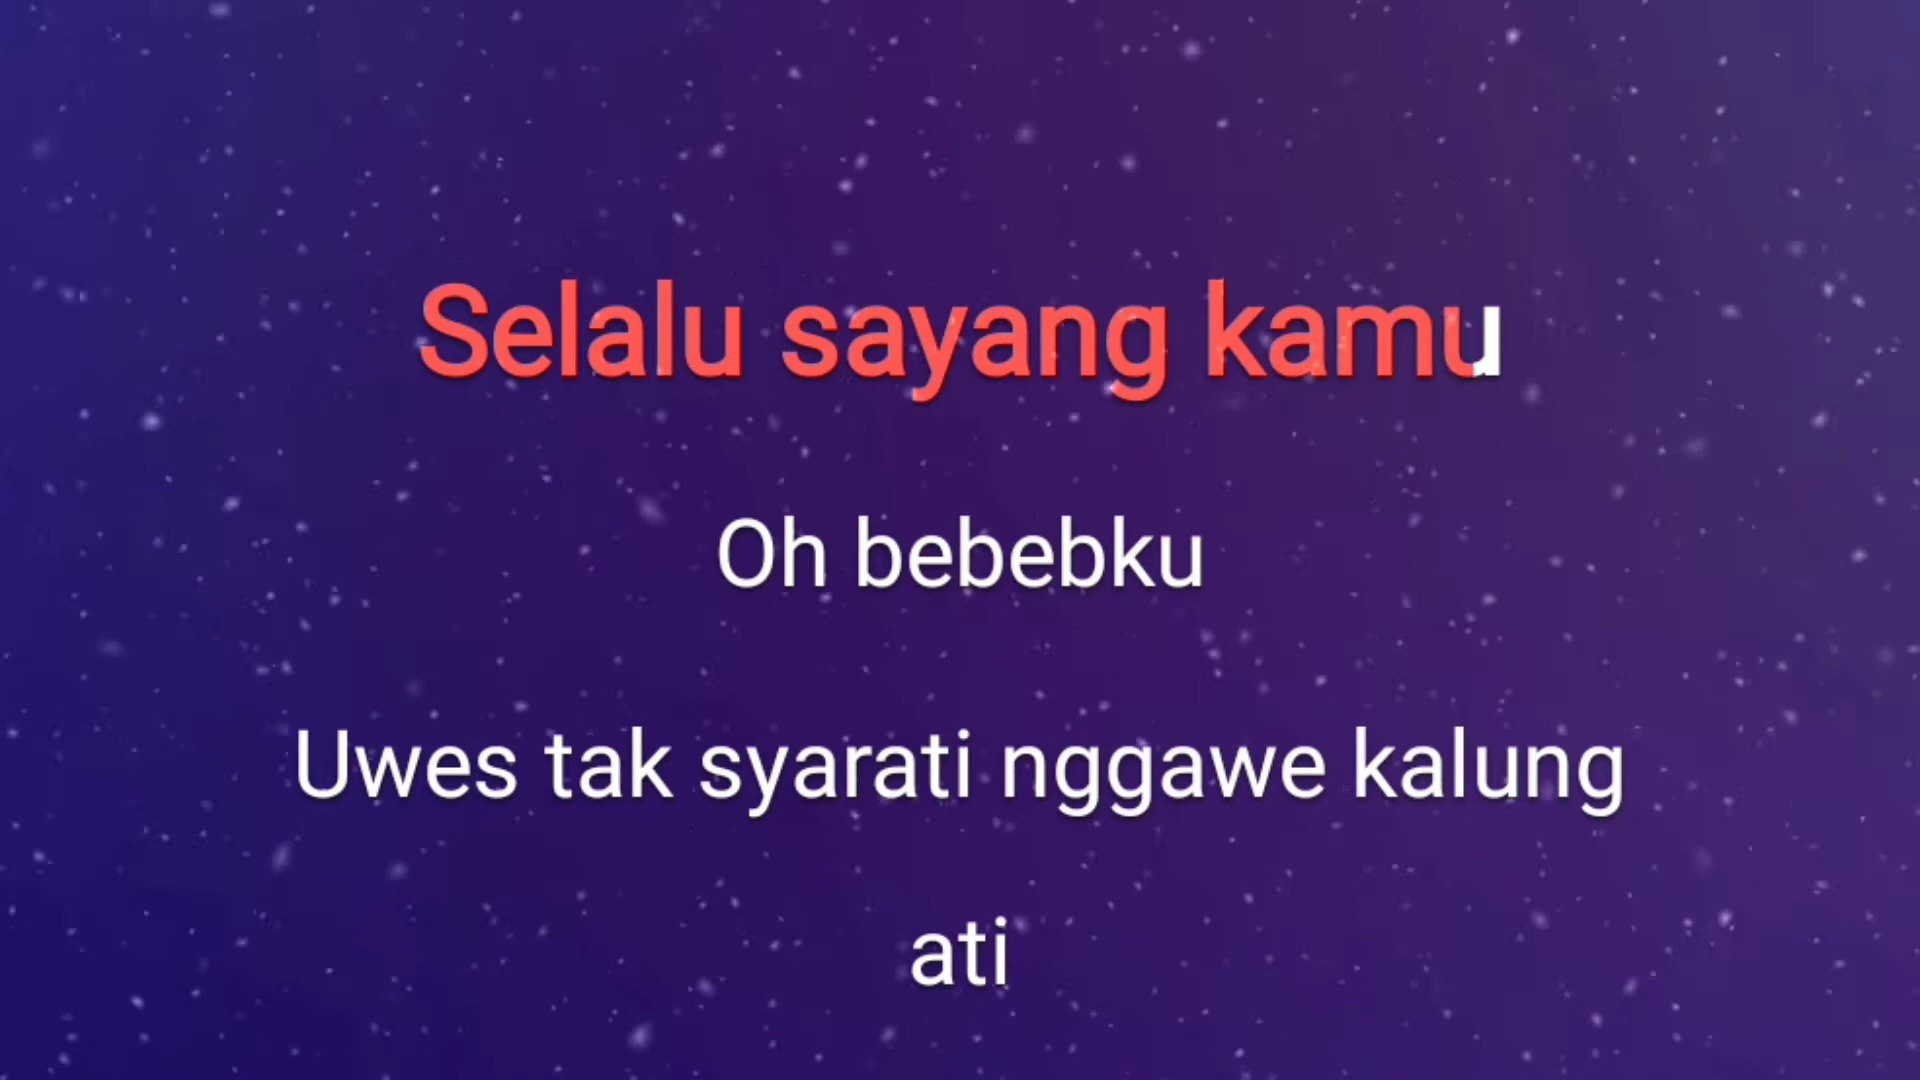 Selalu sayang kamu
Oh bebebku
Uwes tak syarati nggawe kalung
ati